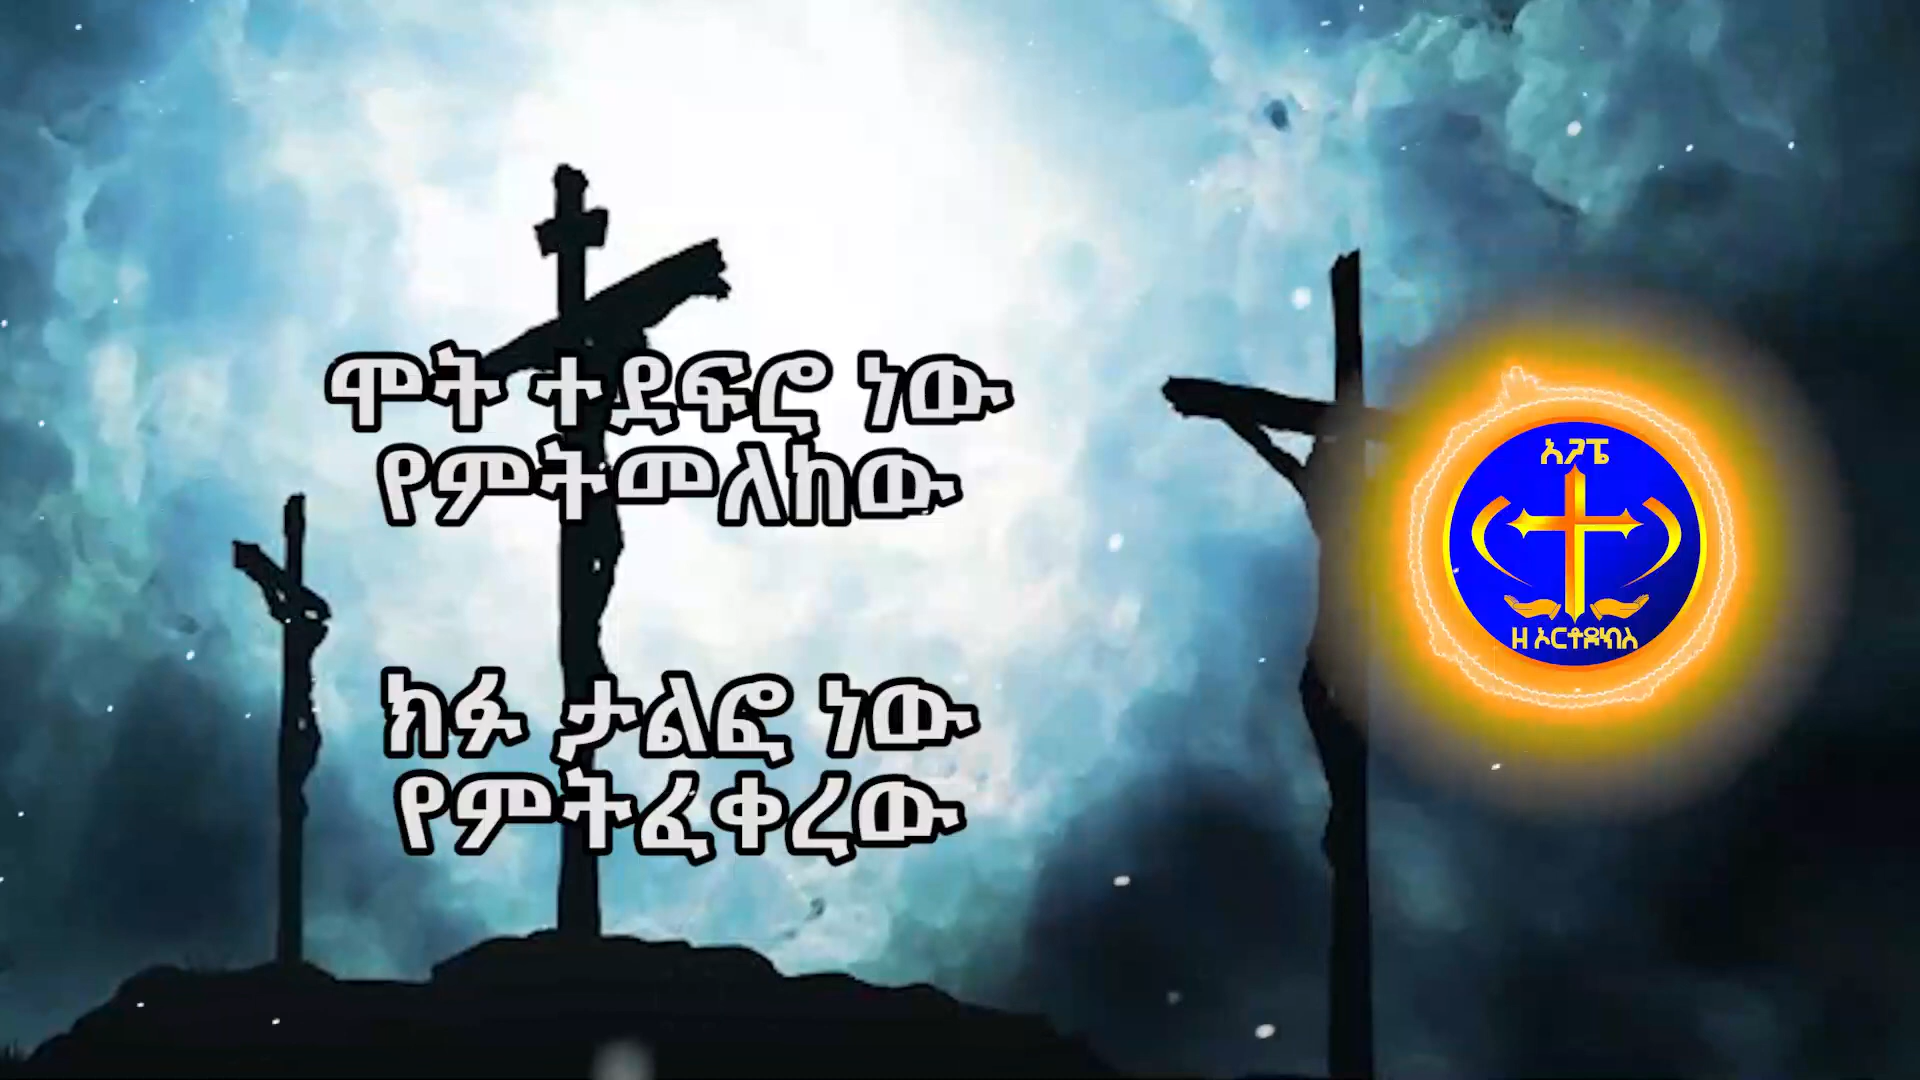 ሞት ተደፍሮ ነው
የምትመለከው
ክፉ ታልፎ ነው
የምትፈቀረው
አጋፔ
ዘ ኦርቶዶክስ